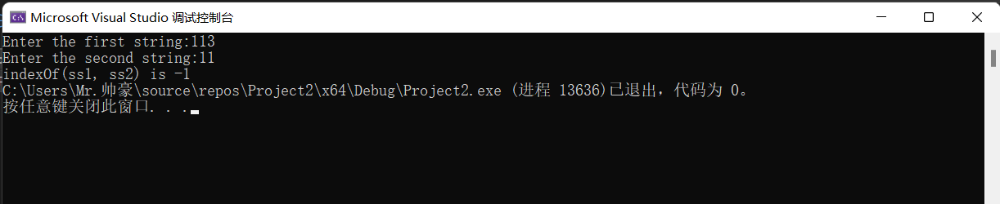 Microsoft Visual Studio 调试控制台
Enter the first string:113
Enter the second string:11
indexOf(ss1, ss2) is -1
C:\Users\Mr.帅豪\source\repos\Project2\x64\Debug\Project2.exe (进程 13636)已退出，代码为 0。
按任意键关闭此窗口. . .